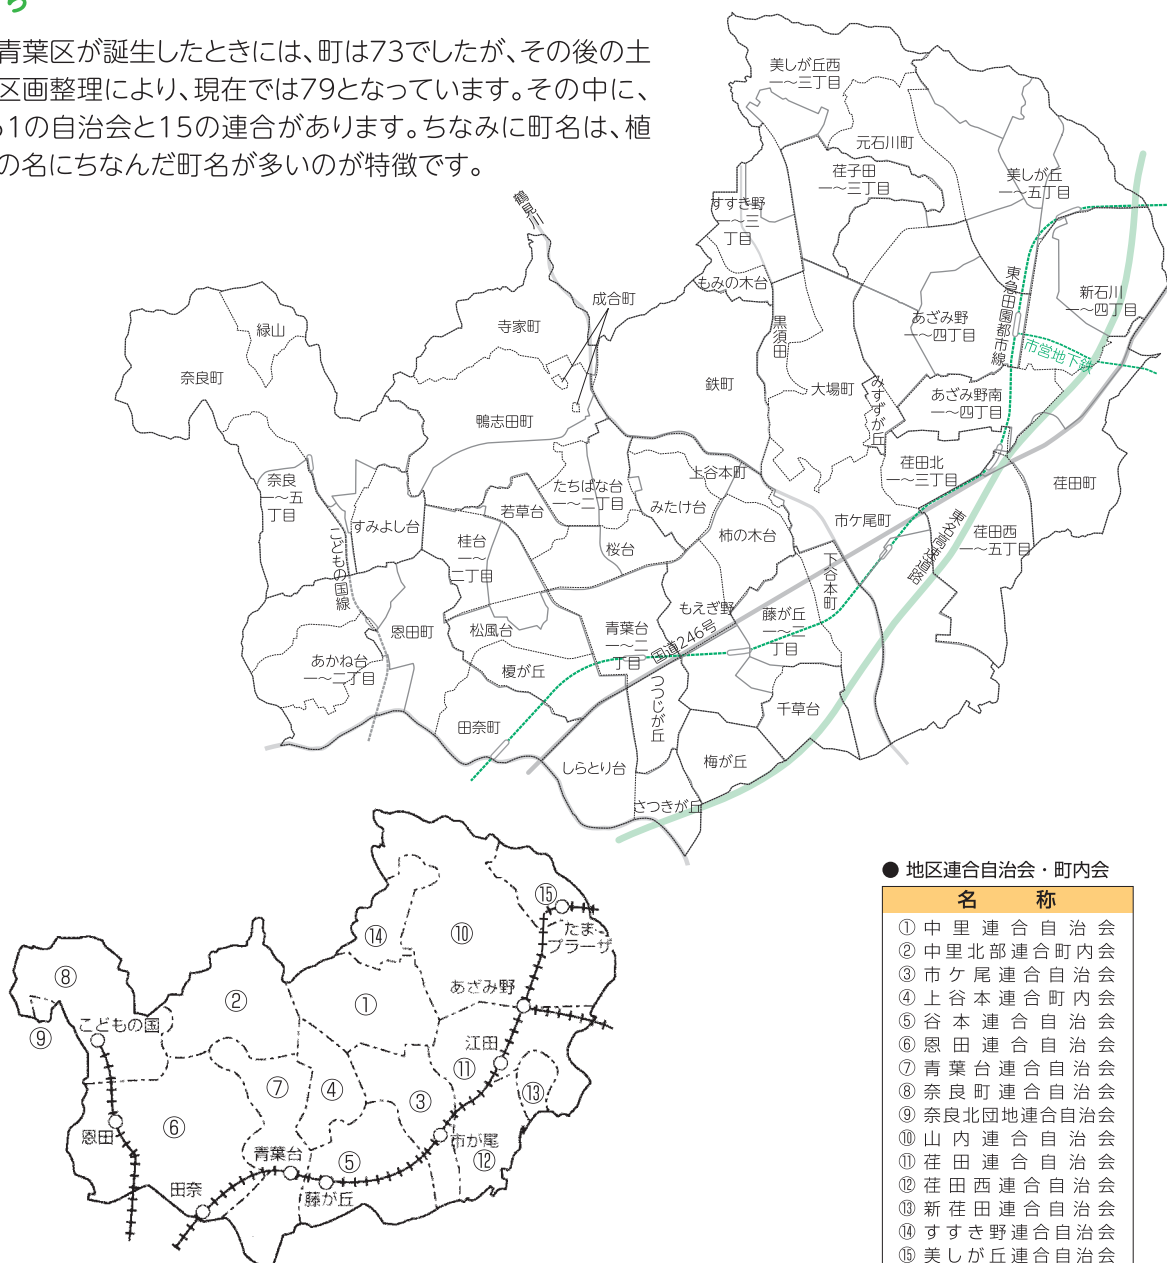 青葉区が誕生したときには、町は73でしたが、その後の土
区画整理により、現在では79となっています。その中に、
61の自治会と15の連合があります。ちなみに町名は、植
の名にちなんだ町名が多いのが特徴です。
美しが丘西
一〜三丁目
元石川町
荏子田
一〜三丁目
美しが丘
一〜五丁目
すすき野
一〜三
丁目
鶴見川
もみの木台
成合町
新石川
一〜四丁目
東急田園都市線
市営地下鉄
緑山
寺家町
黒須田
あざみ野
一〜四丁目
奈良町
鉄町
大場町
みすずが丘
あざみ野南
一〜四丁目
鴨志田町
荏田北
一〜三丁目
荏田町
奈良
一〜五
丁目
上谷本町
たちばな台
一〜二丁目
みたけ台
若草台
すみよし台
市ケ尾町
荏田西
一〜五丁目
東名高速道路
こどもの国線
桂台
一〜
二丁目
桜台
柿の木台
下谷本町
もえぎ野
藤が丘
一〜二
丁目
恩田町
松風台
青葉台
一〜二
丁目
国道246号
あかね台
一〜二丁目
榎が丘
つつじが丘
田奈町
千草台
しらとり台
梅が丘
さつきが丘
⑮
たま
プラーザ
⑭
⑩
⑧
②
①
あざみ野
⑨
こどもの国
江田
⑦
④
⑪
③
⑬
⑥
恩田
市が尾
青葉台
⑤
⑫
田奈
藤が丘
● 地区連合自治会・町内会
名 称
① 中里連合自治会
② 中里北部連合町内会
③ 市ケ尾連合自治会
④ 上谷本連合町内会
⑤ 谷本連合自治会
⑥ 恩田連合自治会
⑦ 青葉台連合自治会
⑧ 奈良町連合自治会
⑨ 奈良北団地連合自治会
⑩ 山内連合自治会
⑪ 荏田連合自治会
⑫ 荏田西連合自治会
⑬ 新荏田連合自治会
⑭ すすき野連合自治会
⑮ 美しが丘連合自治会